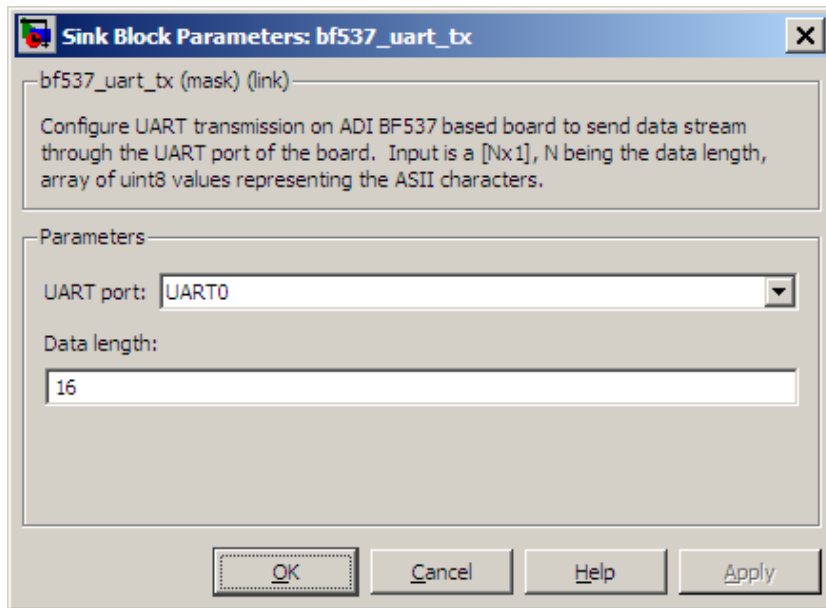 Sink Block Parameters: bf537_uart_tx
bf537_uart_tx (mask) (link)
Configure UART transmission on ADI BF537 based board to send data stream
through the UART port of the board.  Input is a [Nx1], N being the data length,
array of uint8 values representing the ASII characters.
Parameters
UART port: UART0
Data length:
16
OK Cancel Help Apply